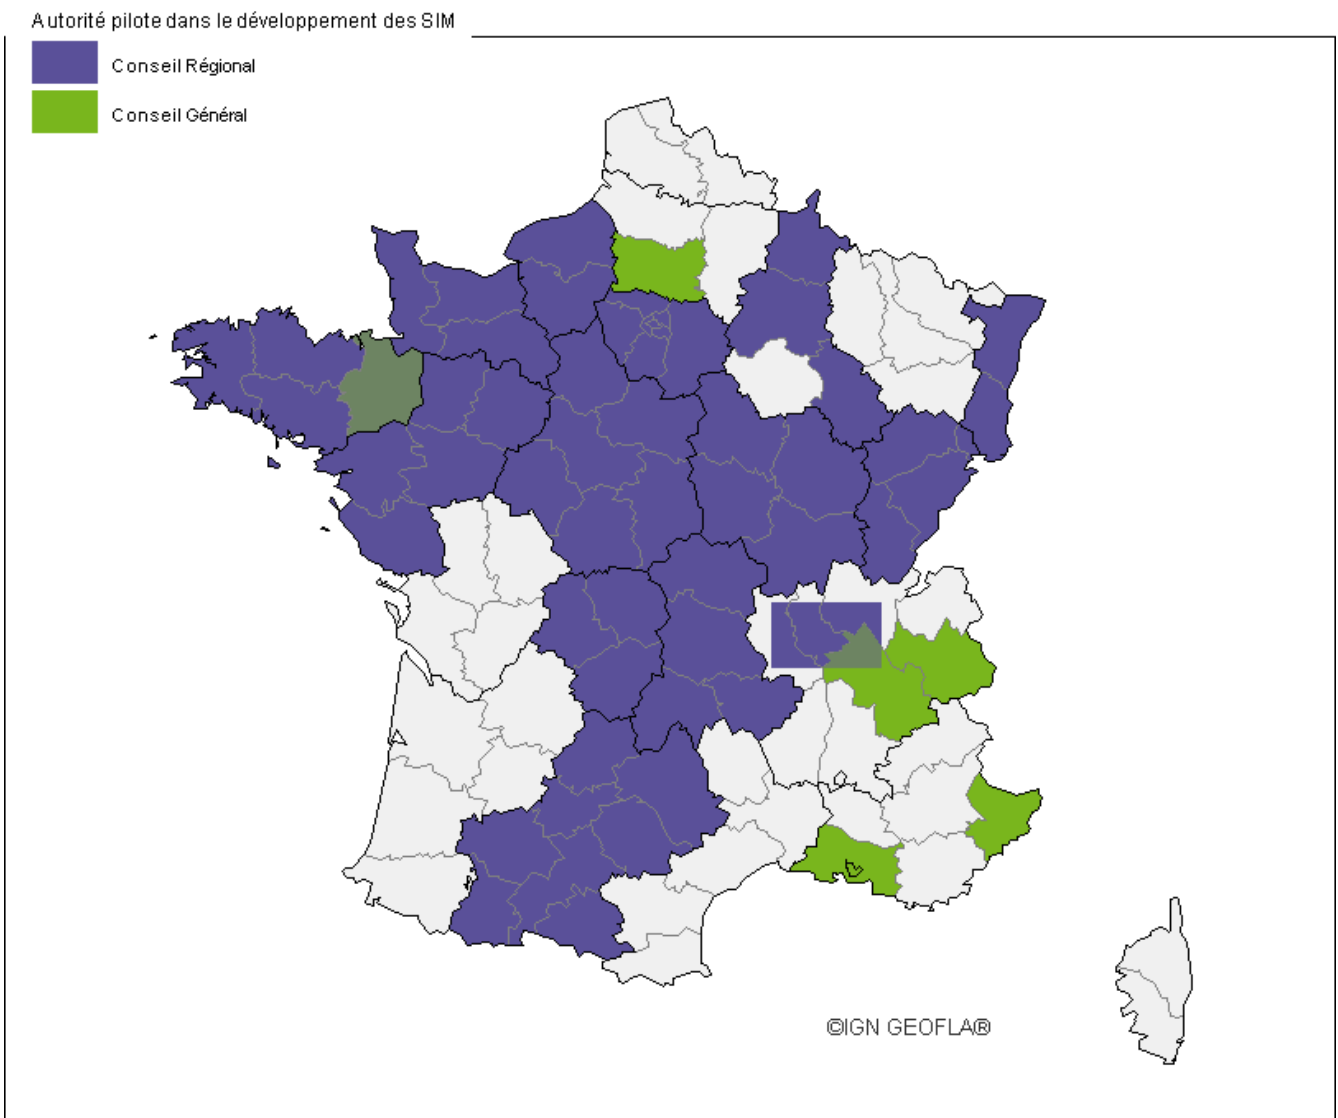 Autorité pilote dans le développement des SIM
Conseil Régional
Conseil Général
©IGN GEOFLA®